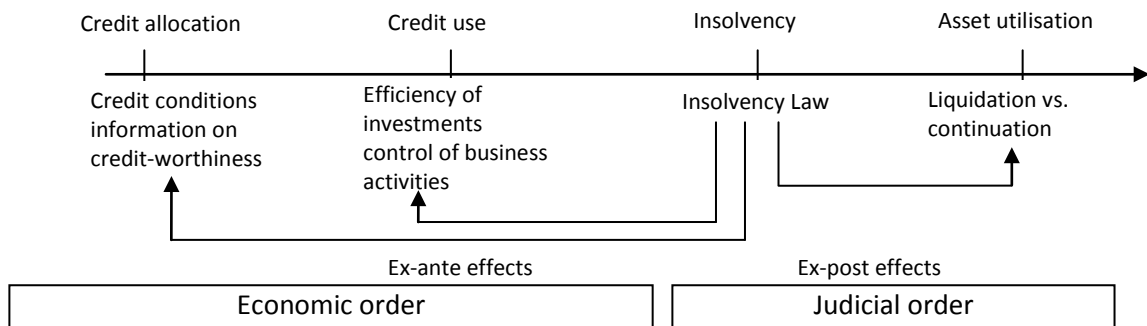 Credit allocation
Credit use
Insolvency
Asset utilisation
Credit conditions
information on
credit-worthiness
Efficiency of
investments
control of business
activities
Insolvency Law
Liquidation vs.
continuation
Ex-ante effects
Ex-post effects
Economic order
Judicial order